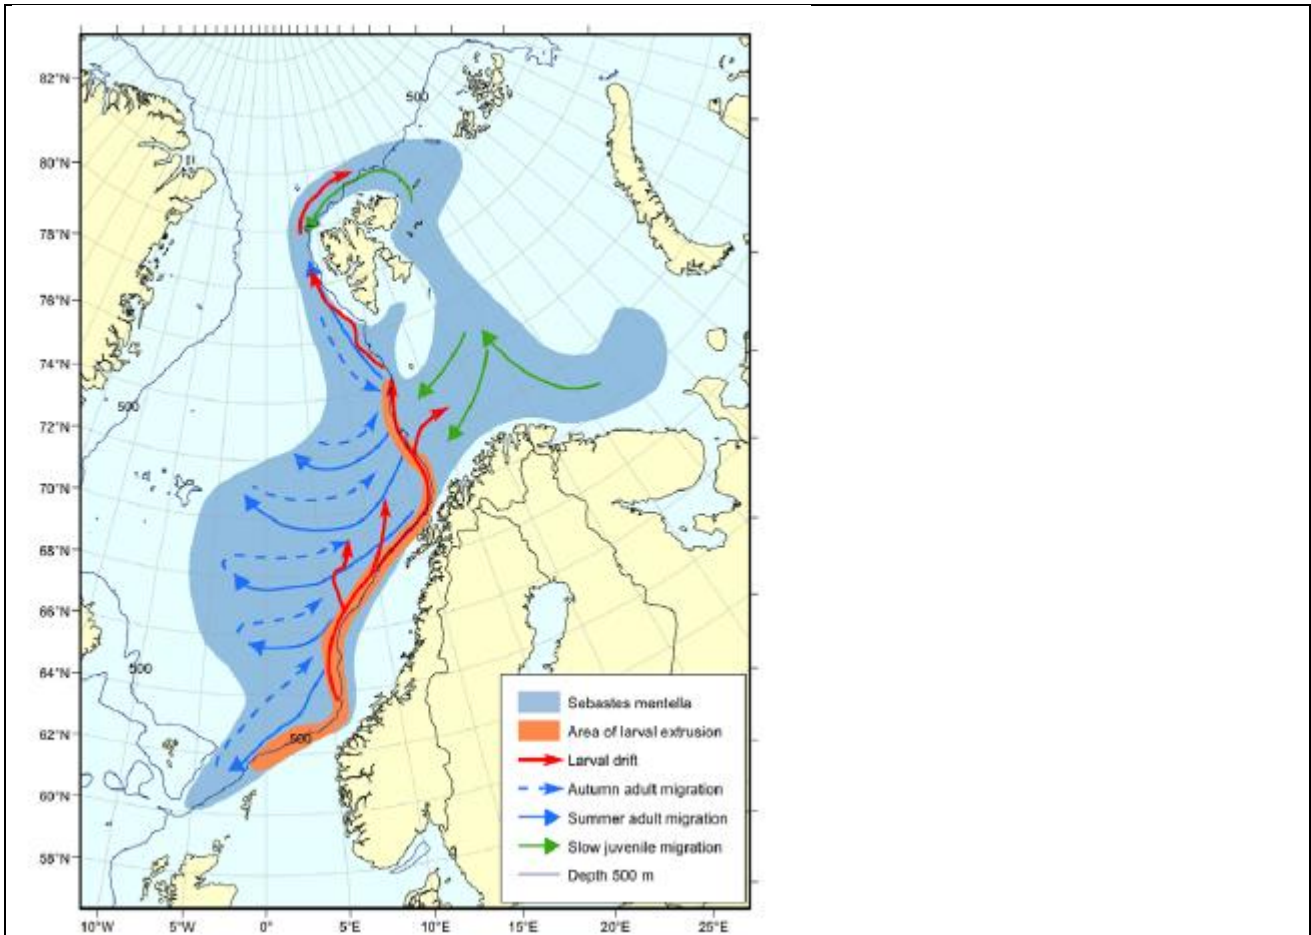 82°N
80°N
78°N
76°N
74°N
72°N
70°N
68°N
66°N
64°N
62°N
60°N
58°N
500
500
500
500
Sebastes mentella
Area of larval extrusion
Larval drift
Autumn adult migration
Summer adult migration
Slow juvenile migration
Depth 500 m
10°W 5°W 0° 5°E 10°E 15°E 20°E 25°E